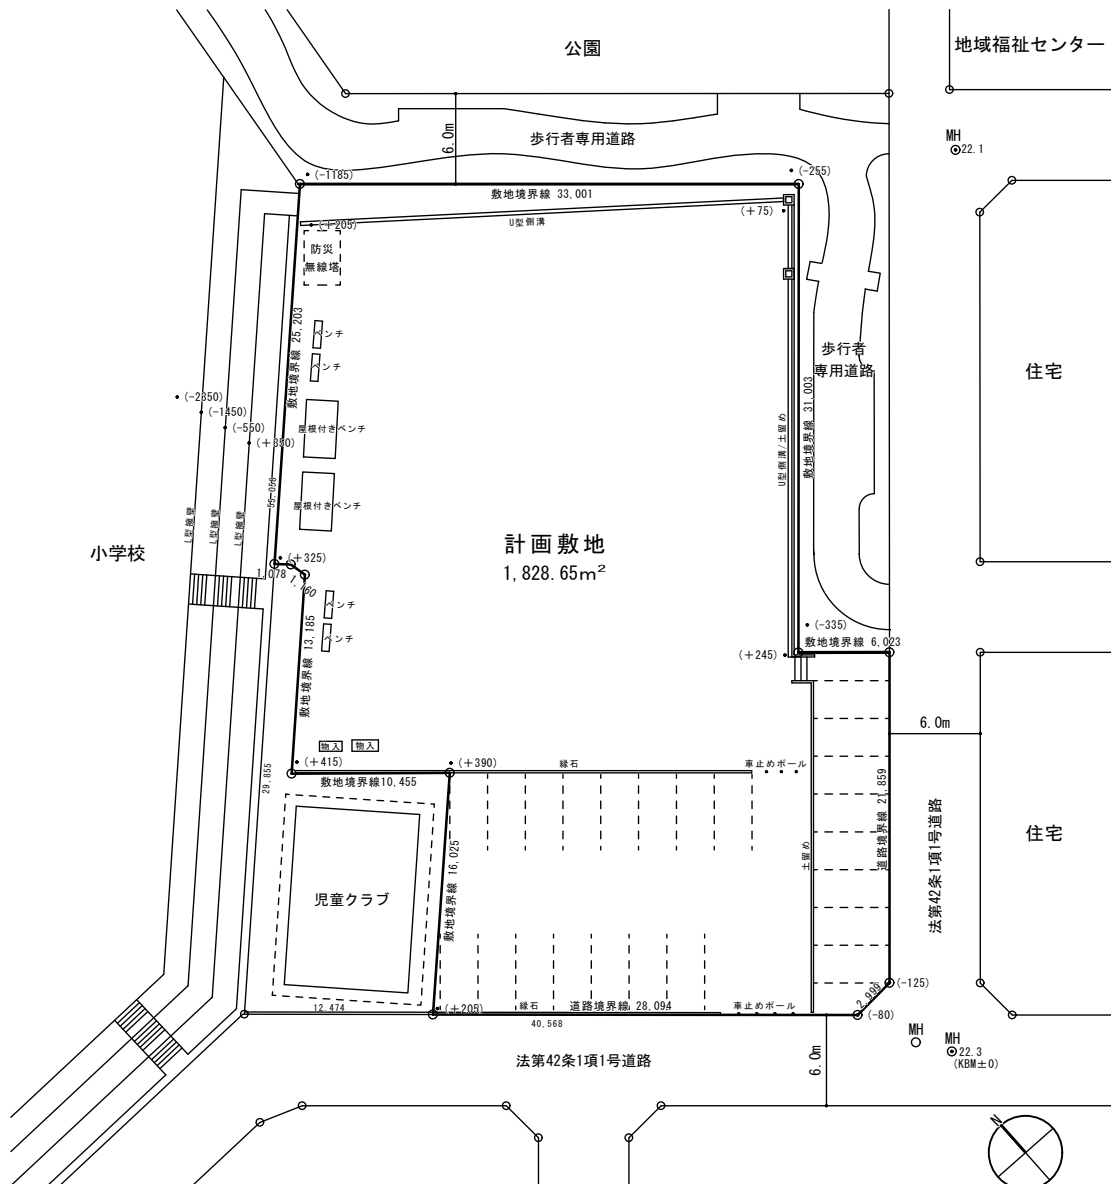 公園
地域福祉センター
歩行者専用道路
6.0m
MH
22.1
(-1185)
(-255)
敷地境界線 33,001
(+75)
(+205)
U型側溝
防災
無線塔
敷地境界線 25,203
ベンチ
ベンチ
歩行者
専用道路
住宅
敷地境界線 31,003
U型側溝/土留め
(-2350)
(-1450)
(-550)
(+350)
屋根付きベンチ
屋根付きベンチ
55,058
L型擁壁
L型擁壁
L型擁壁
小学校
計画敷地
1,828.65m²
(+325)
1,078
1,160
ベンチ
ベンチ
敷地境界線 13,185
(-335)
敷地境界線 6,023
(+245)
6.0m
物入
物入
(+415)
(+390)
縁石
車止めポール
敷地境界線10,455
29,855
敷地境界線 16,025
児童クラブ
土留め
道路境界線 21,859
法第42条1項1号道路
住宅
(-125)
2,999
(-80)
12,474
(+205)
縁石
道路境界線 28,094
車止めポール
40,568
MH
MH
22.3
(KBM±0)
法第42条1項1号道路
6.0m
N